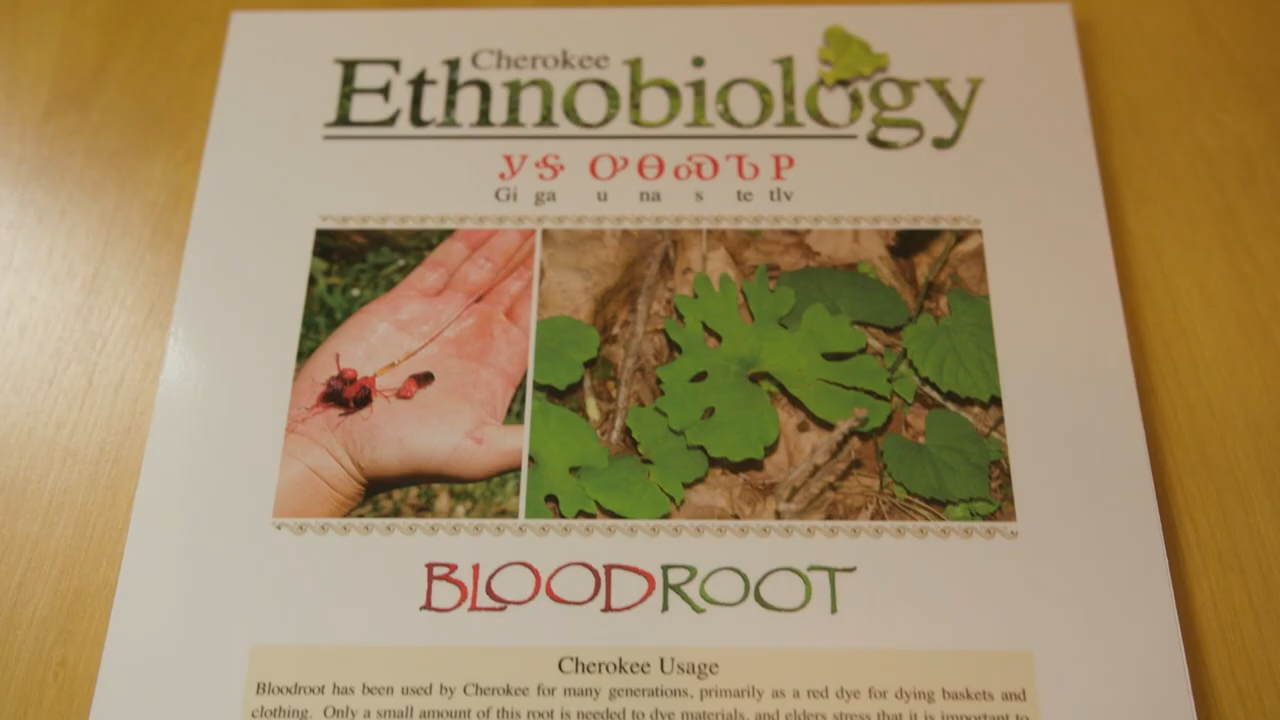 Cherokee
Ethnobiology
ᎩᎦ ᎤᎾᏍᏖᏢ
Gi ga u na s te tlv
BLOODROOT
Cherokee Usage
Bloodroot has been used by Cherokee for many generations, primarily as a red dye for dying baskets and
clothing. Only a small amount of this root is needed to dye materials, and elders stress that it is important to